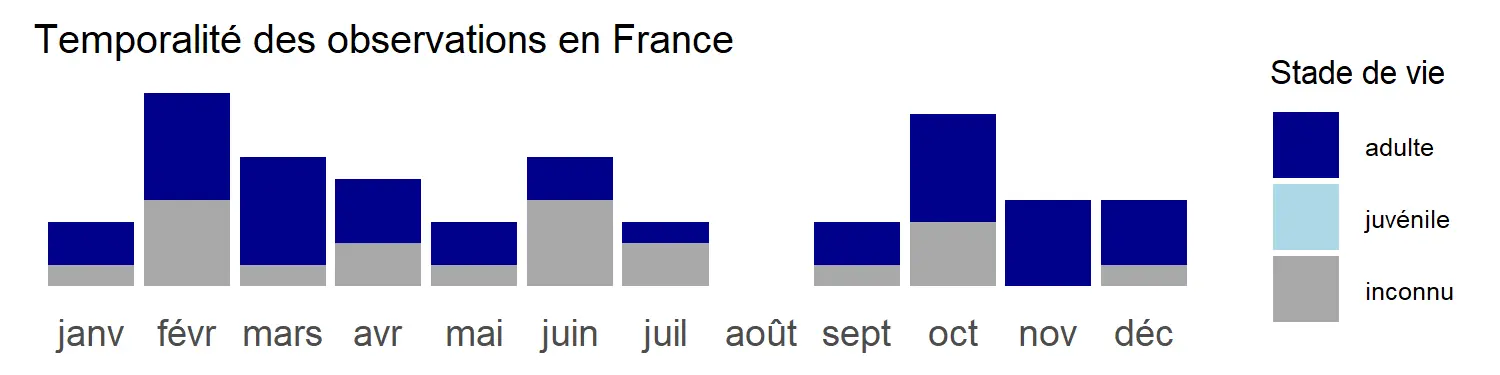 Temporalité des observations en France
Stade de vie
adulte
juvénile
inconnu
janv févr mars avr mai juin juil août sept oct nov déc